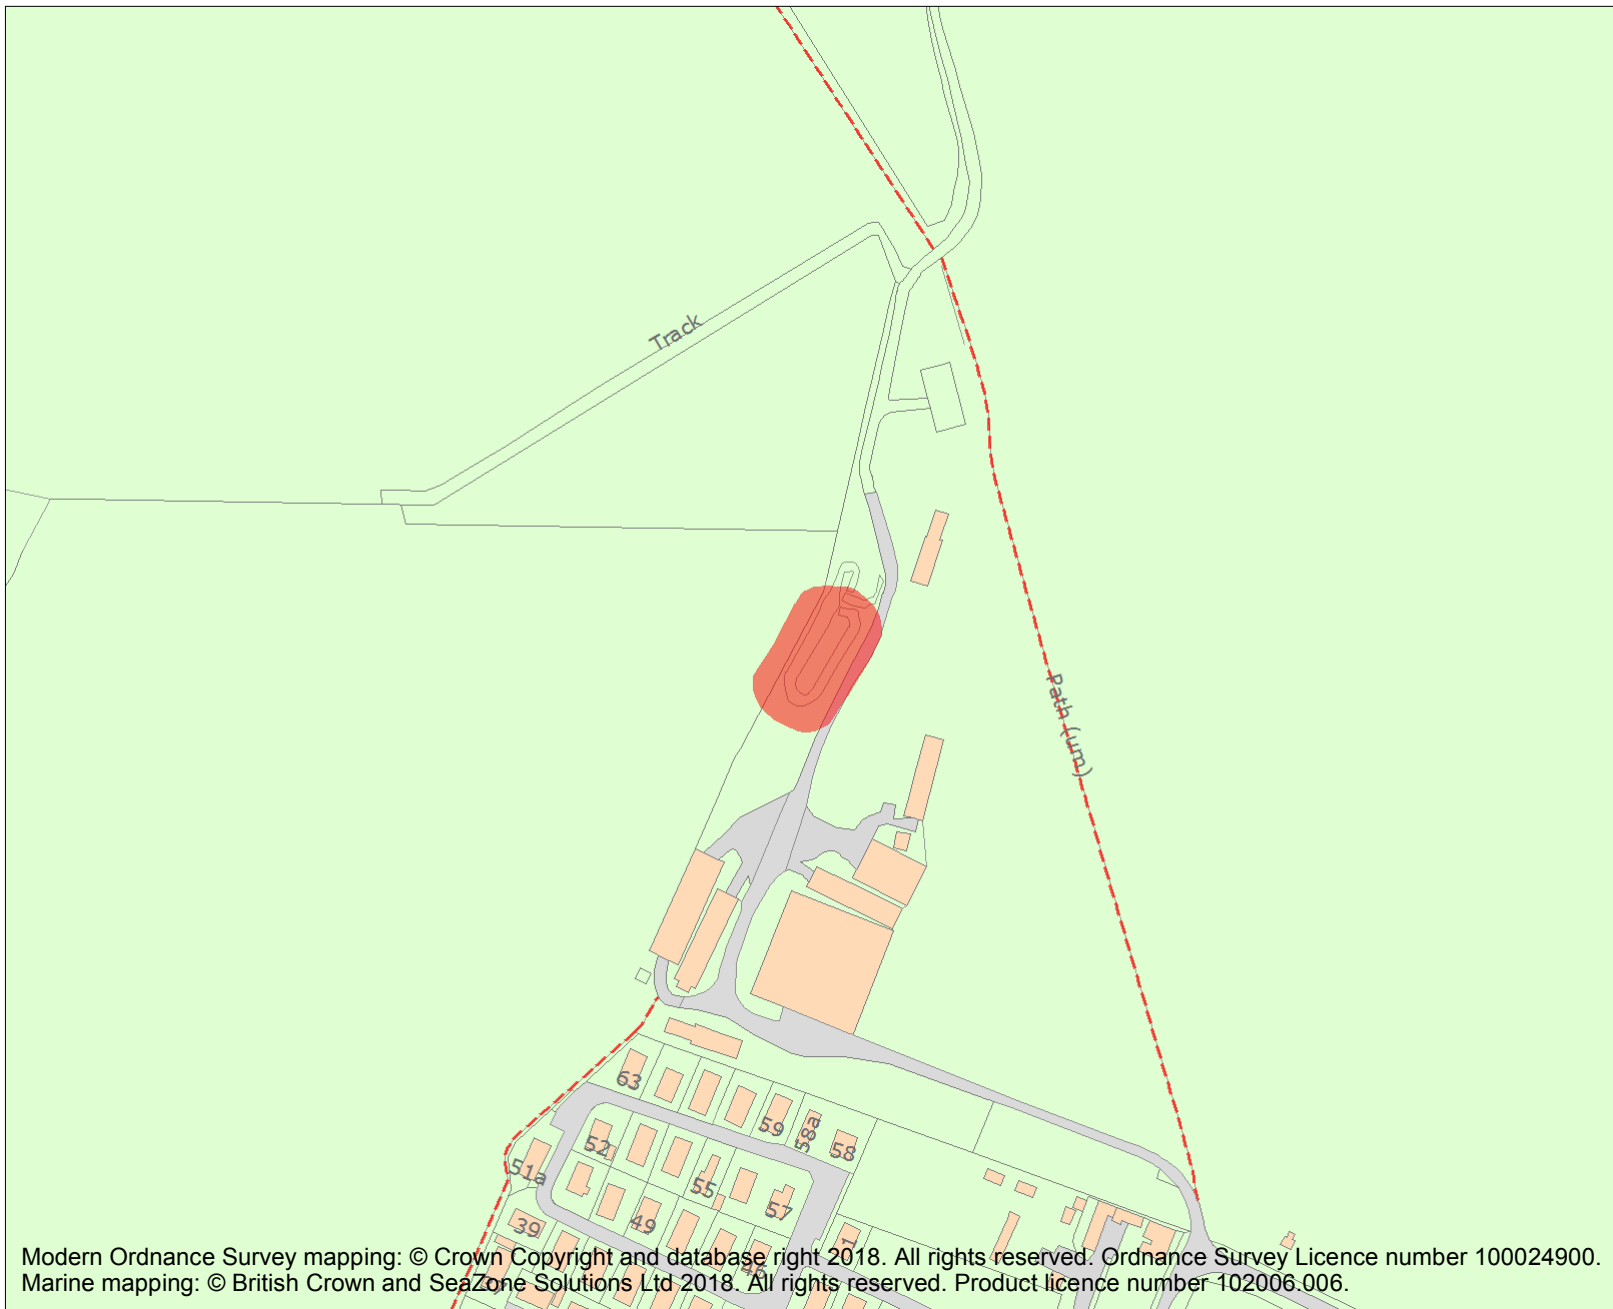 Track
Path (um)
63
59
58a
58
52
51a
55
57
49
39
1
Modern Ordnance Survey mapping: © Crown Copyright and database right 2018. All rights reserved. Ordnance Survey Licence number 100024900.
Marine mapping: © British Crown and SeaZone Solutions Ltd 2018. All rights reserved. Product licence number 102006.006.